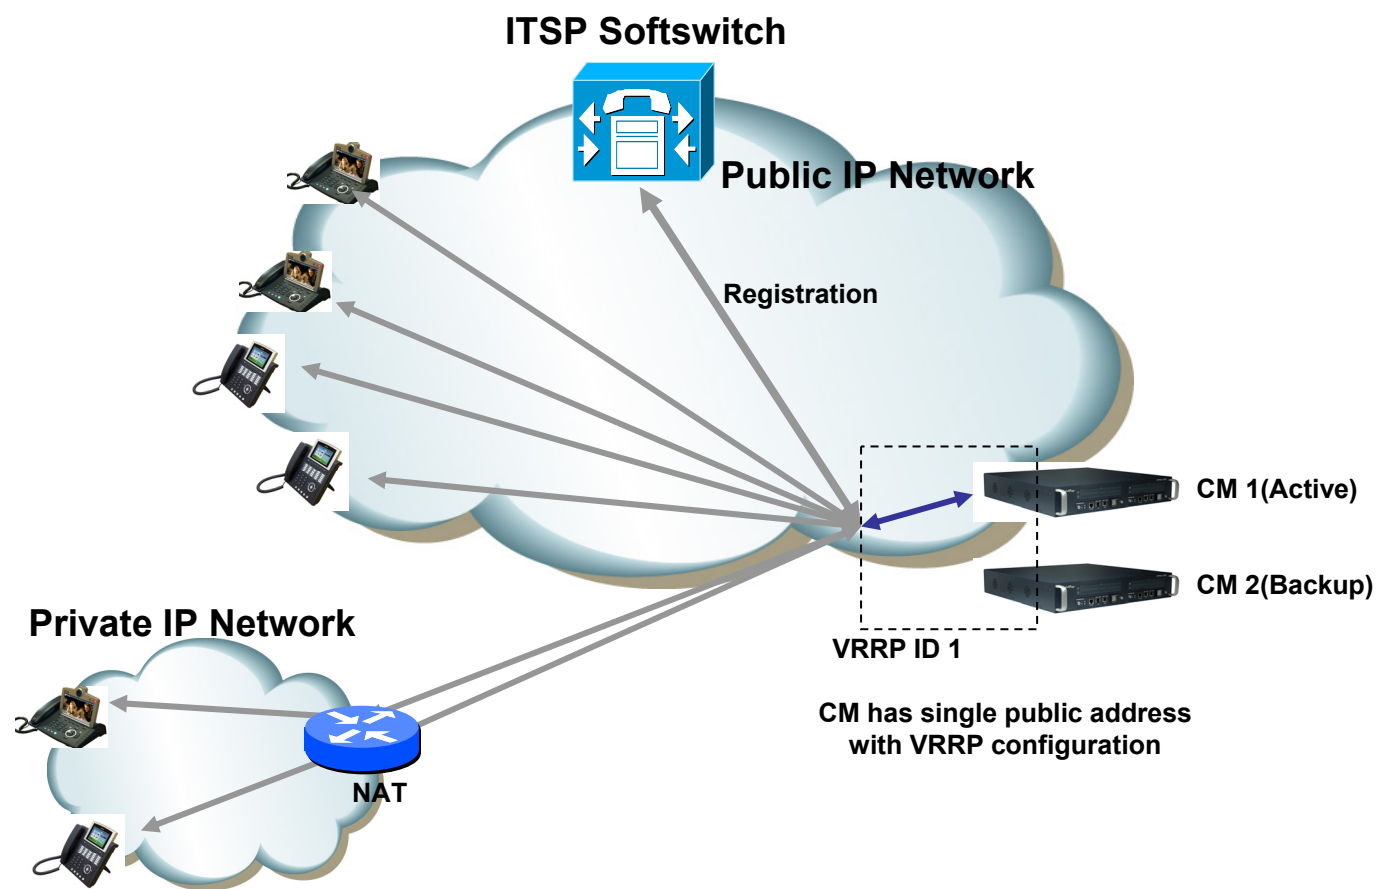 ITSP Softswitch
Public IP Network
Registration
CM 1(Active)
CM 2(Backup)
VRRP ID 1
Private IP Network
CM has single public address
with VRRP configuration
NAT